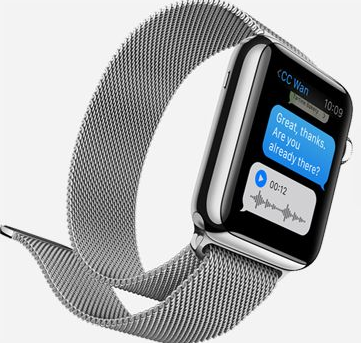 <CC Wan
10:09
Great, thanks.
Are you
already there?
00:12